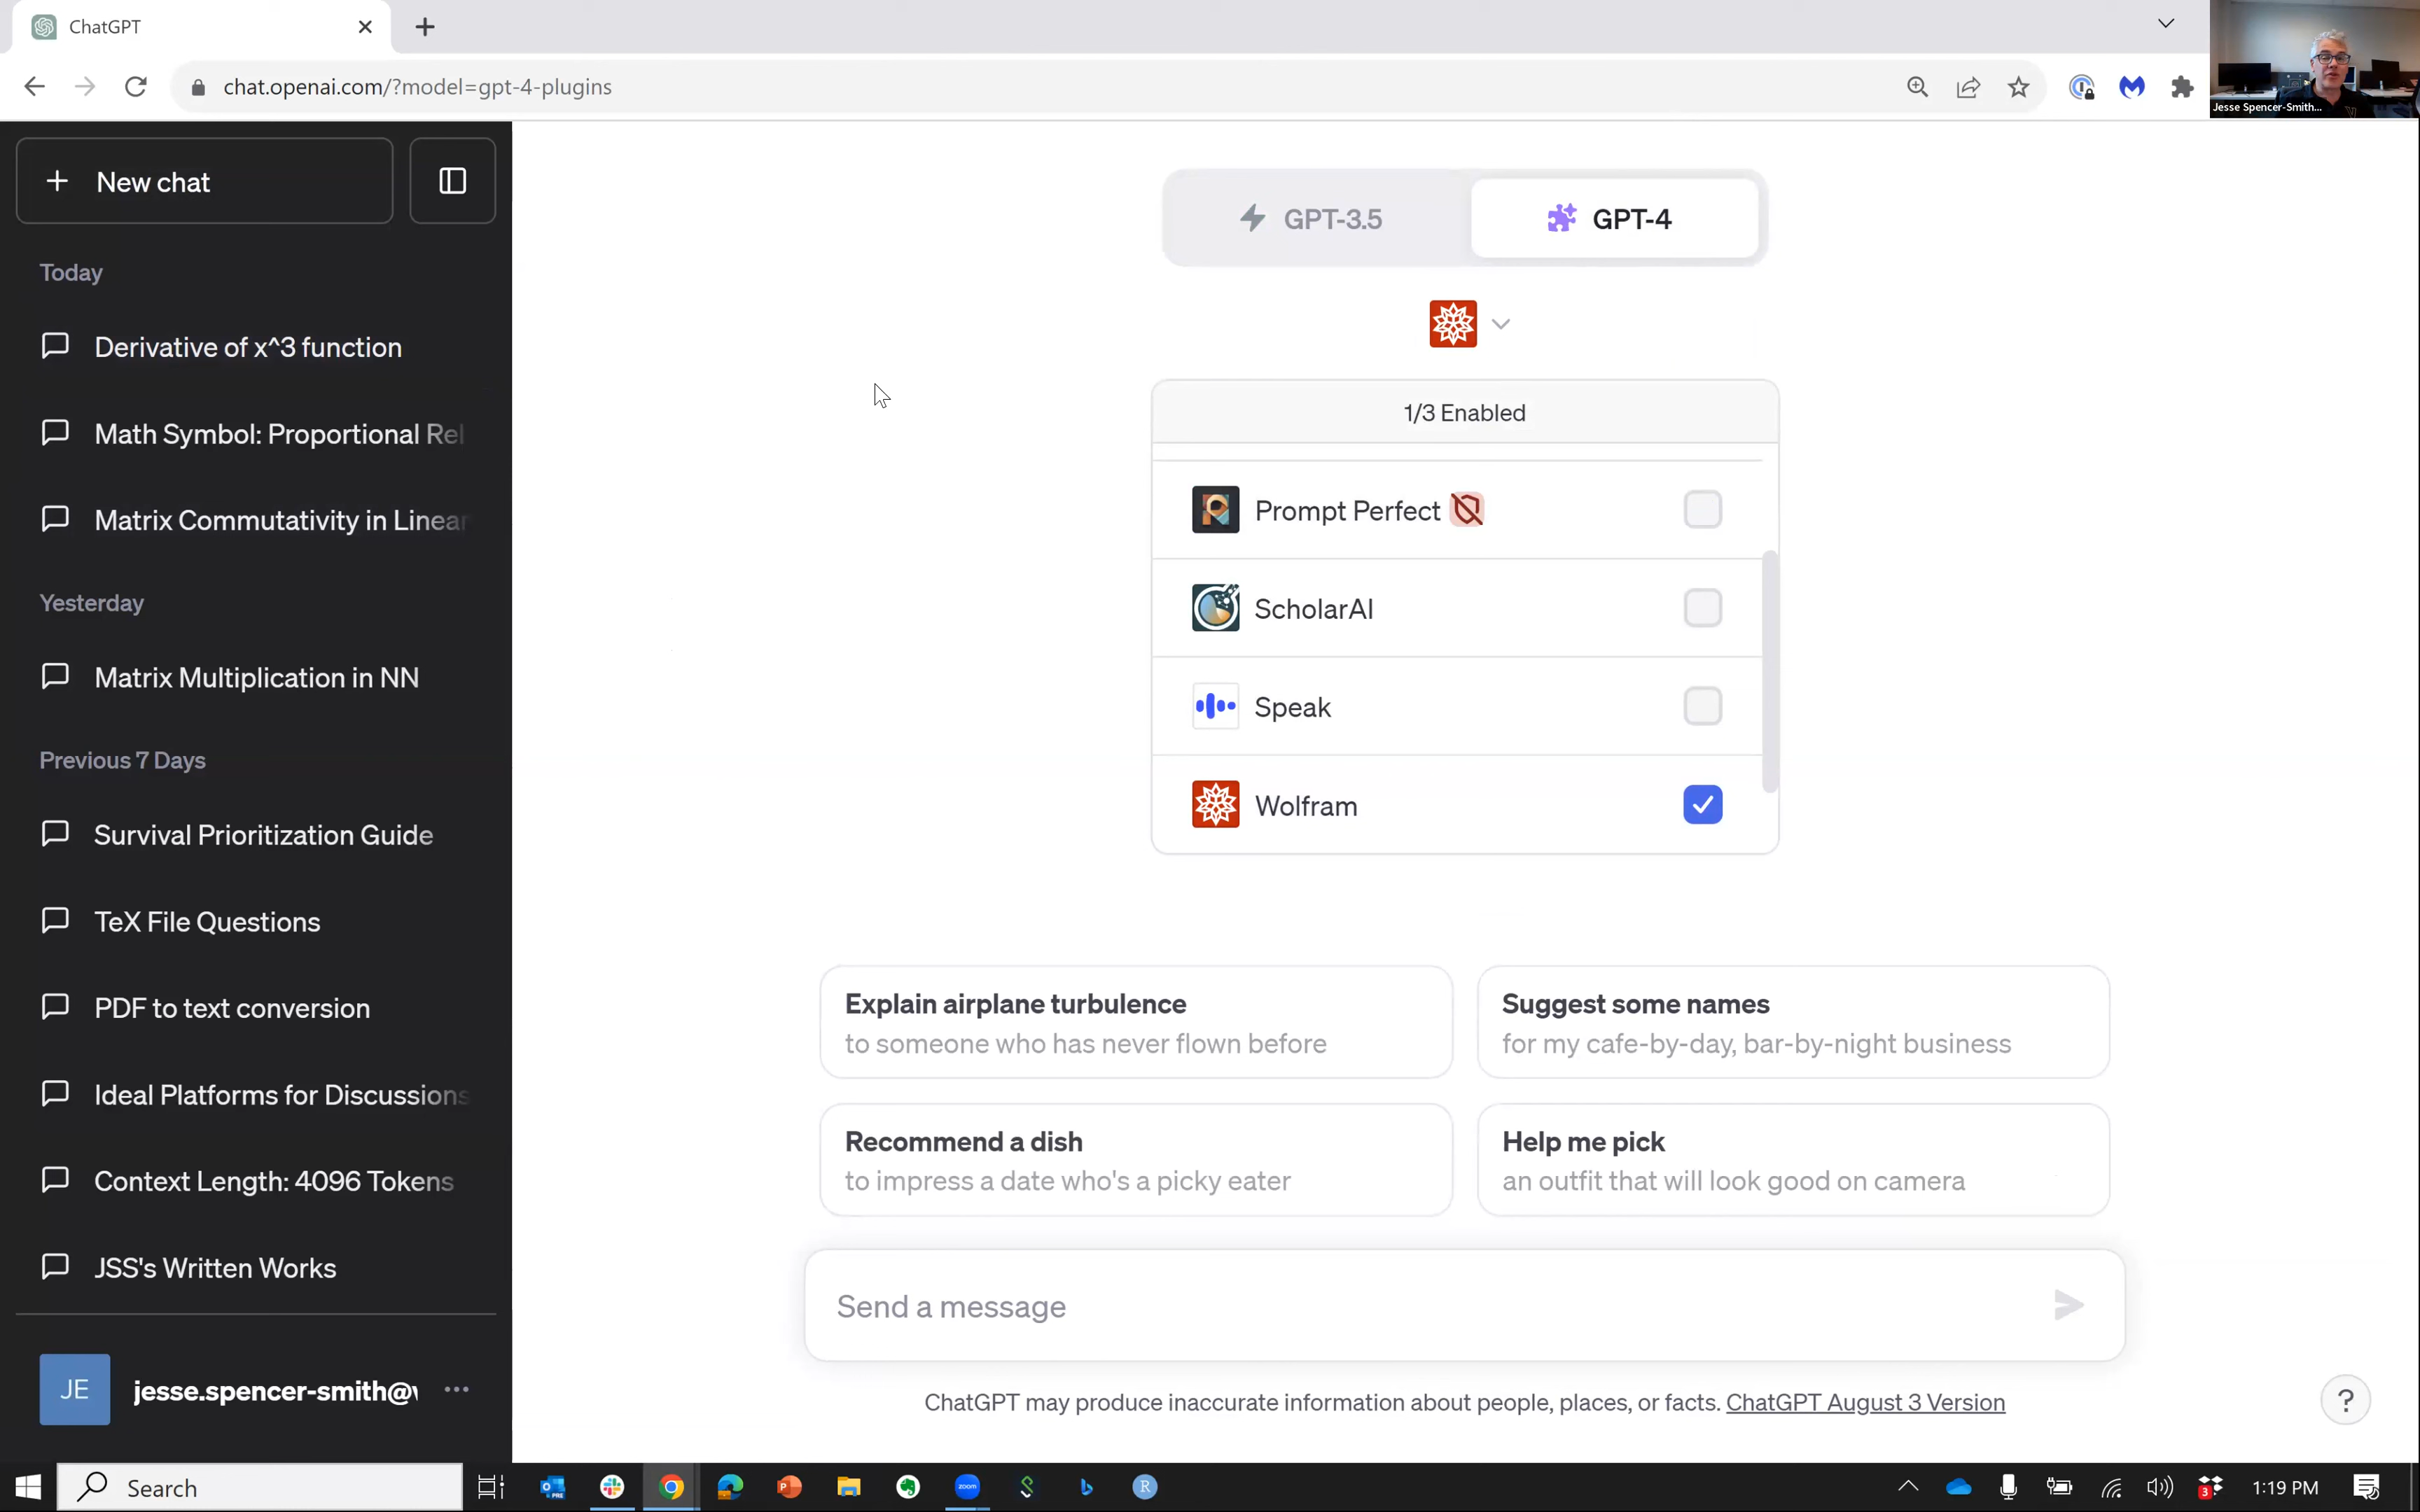 ChatGPT
chat.openai.com/?model=gpt-4-plugins
Jesse Spencer-Smith...
New chat
Today
Derivative of x^3 function
Math Symbol: Proportional Rel
Matrix Commutativity in Linear
Yesterday
Matrix Multiplication in NN
Previous 7 Days
Survival Prioritization Guide
TeX File Questions
PDF to text conversion
Ideal Platforms for Discussions
Context Length: 4096 Tokens
JSS's Written Works
JE
jesse.spencer-smith@v
GPT-3.5
GPT-4
1/3 Enabled
Prompt Perfect
ScholarAI
Speak
Wolfram
Explain airplane turbulence
to someone who has never flown before
Suggest some names
for my cafe-by-day, bar-by-night business
Recommend a dish
to impress a date who's a picky eater
Help me pick
an outfit that will look good on camera
Send a message
ChatGPT may produce inaccurate information about people, places, or facts. ChatGPT August 3 Version
?
Search
zoom
3
1:19 PM